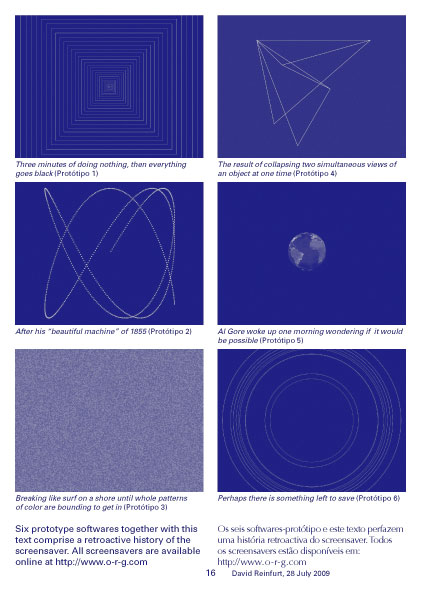 Three minutes of doing nothing, then everything
goes black (Protótipo 1)
The result of collapsing two simultaneous views of
an object at one time (Protótipo 4)
After his “beautiful machine” of 1855 (Protótipo 2)
Al Gore woke up one morning wondering if it would
be possible (Protótipo 5)
Breaking like surf on a shore until whole patterns
of color are bounding to get in (Protótipo 3)
Perhaps there is something left to save (Protótipo 6)
Six prototype softwares together with this
text comprise a retroactive history of the
screensaver. All screensavers are available
online at http://www.o-r-g.com
Os seis softwares-protótipo e este texto perfazem
uma história retroactiva do screensaver. Todos
os screensavers estão disponíveis em:
http://www.o-r-g.com
16 David Reinfurt, 28 July 2009